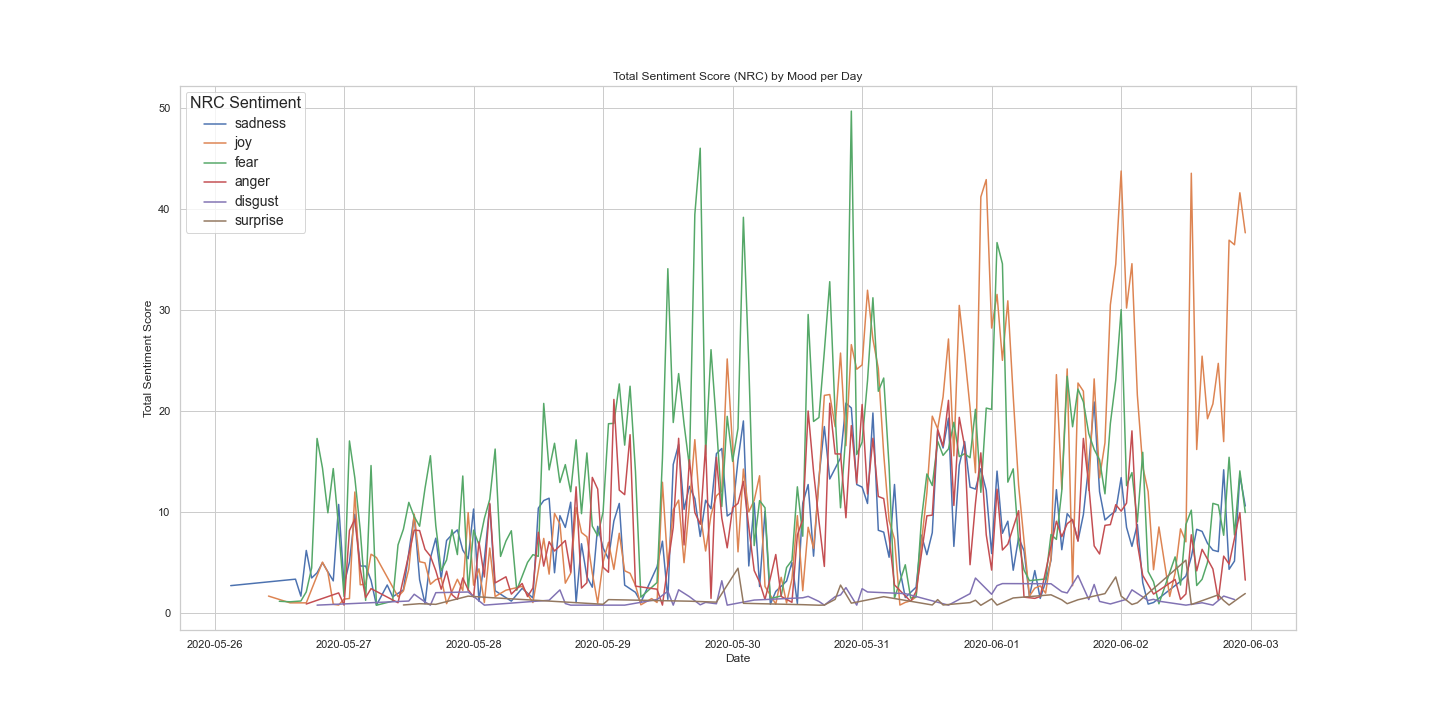 Total Sentiment Score (NRC) by Mood per Day
NRC Sentiment
sadness
joy
fear
anger
disgust
surprise
Total Sentiment Score
50
40
30
20
10
0
2020-05-26 2020-05-27 2020-05-28 2020-05-29 2020-05-30 2020-05-31 2020-06-01 2020-06-02 2020-06-03
Date